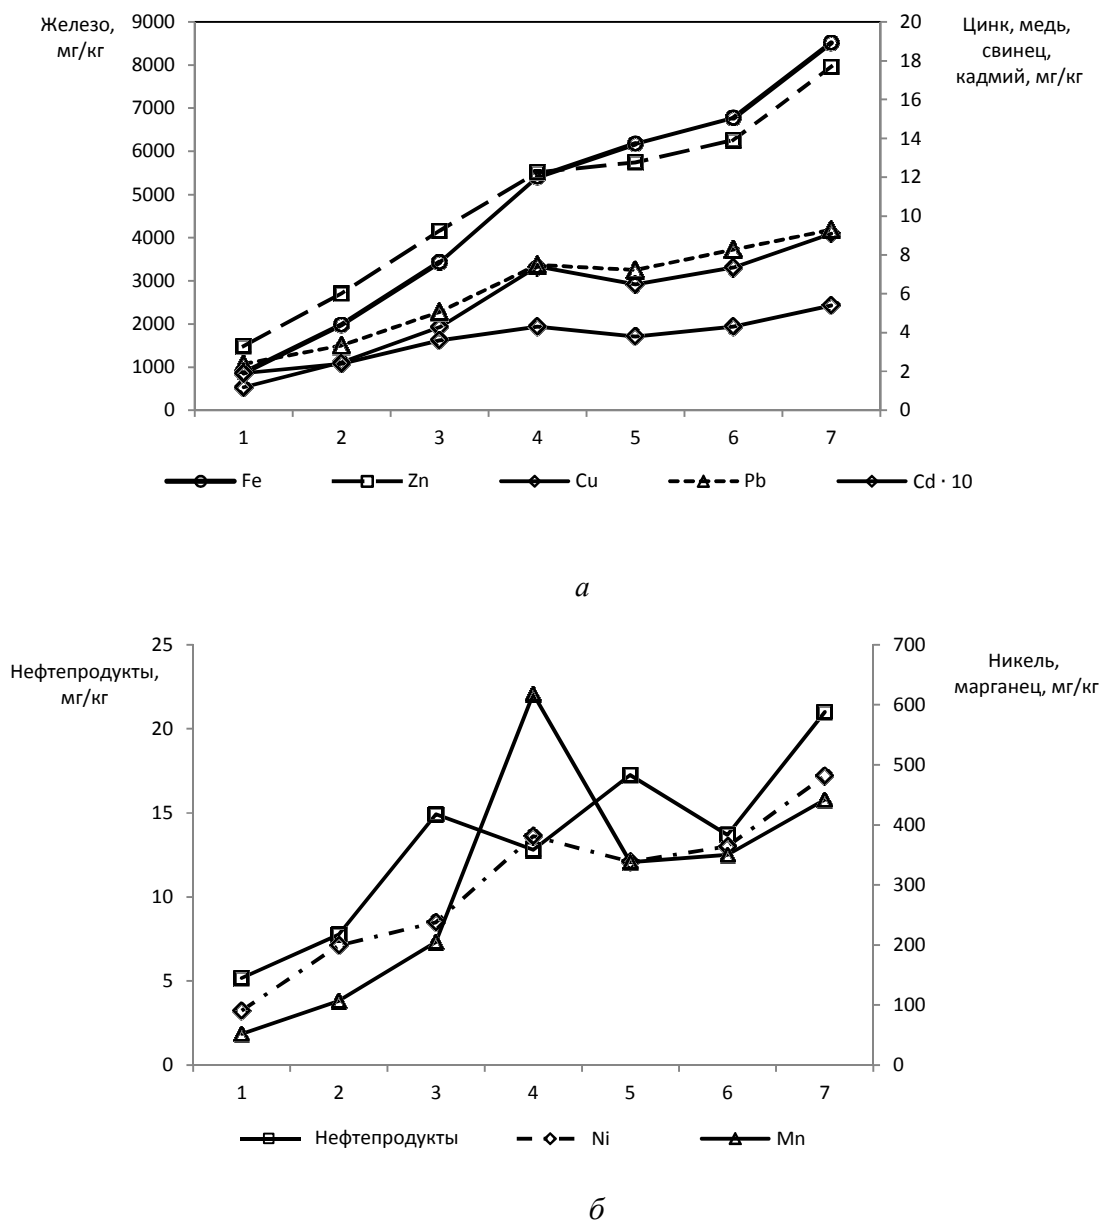 Железо,
мг/кг
Цинк, медь,
свинец,
кадмий, мг/кг
9000
8000
7000
6000
5000
4000
3000
2000
1000
0
20
18
16
14
12
10
8
6
4
2
0
1 2 3 4 5 6 7
Fe Zn Cu Pb Cd · 10
а
Нефтепродукты,
мг/кг
Никель,
марганец, мг/кг
25
20
15
10
5
0
700
600
500
400
300
200
100
0
1 2 3 4 5 6 7
Нефтепродукты Ni Mn
б